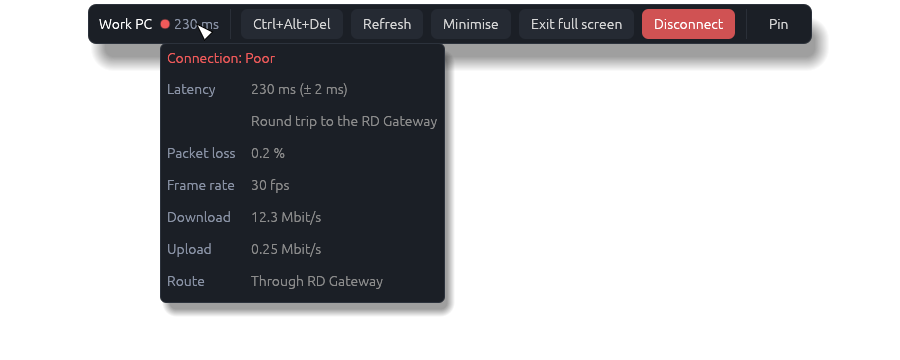 Work PC 230 ms Ctrl+Alt+Del Refresh Minimise Exit full screen Disconnect Pin
Connection: Poor
Latency 230 ms (± 2 ms)
Round trip to the RD Gateway
Packet loss 0.2 %
Frame rate 30 fps
Download 12.3 Mbit/s
Upload 0.25 Mbit/s
Route Through RD Gateway